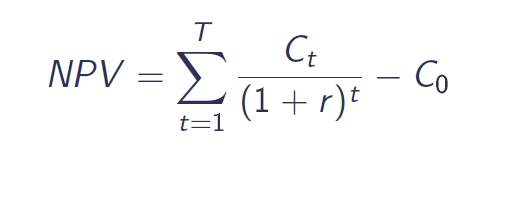 NPV = \sum_{t=1}^{T} \frac{C_t}{(1 + r)^t} − C_0